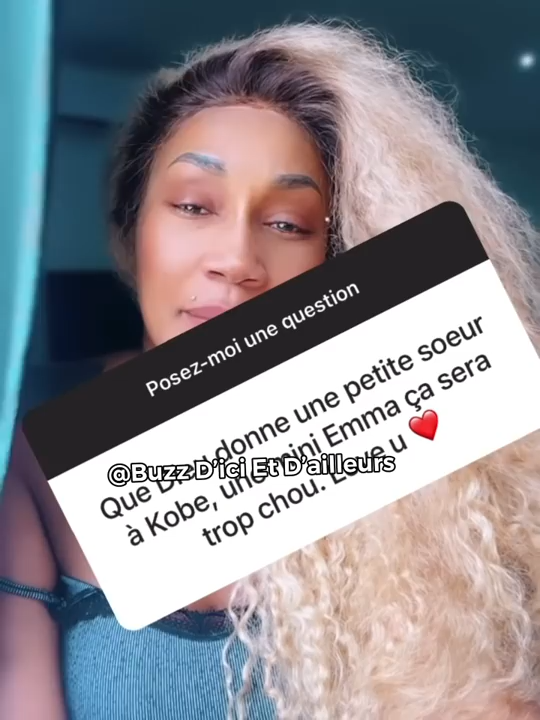 Posez-moi une question
Que Dieu donne une petite soeur
à Kobe, une mini Emma ça sera
trop chou. Love u ❤️
@Buzz D'ici Et D'ailleurs